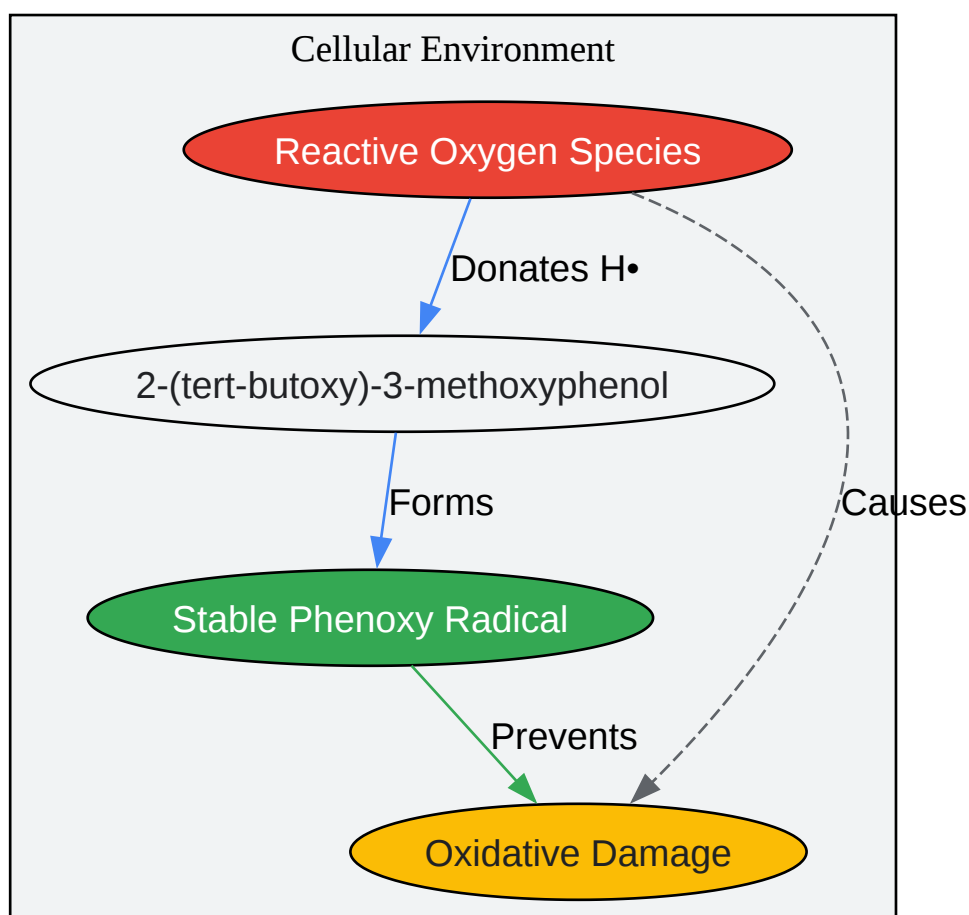 Cellular Environment
Reactive Oxygen Species
Donates H•
2-(tert-butoxy)-3-methoxyphenol
Forms
Causes
Stable Phenoxy Radical
Prevents
Oxidative Damage